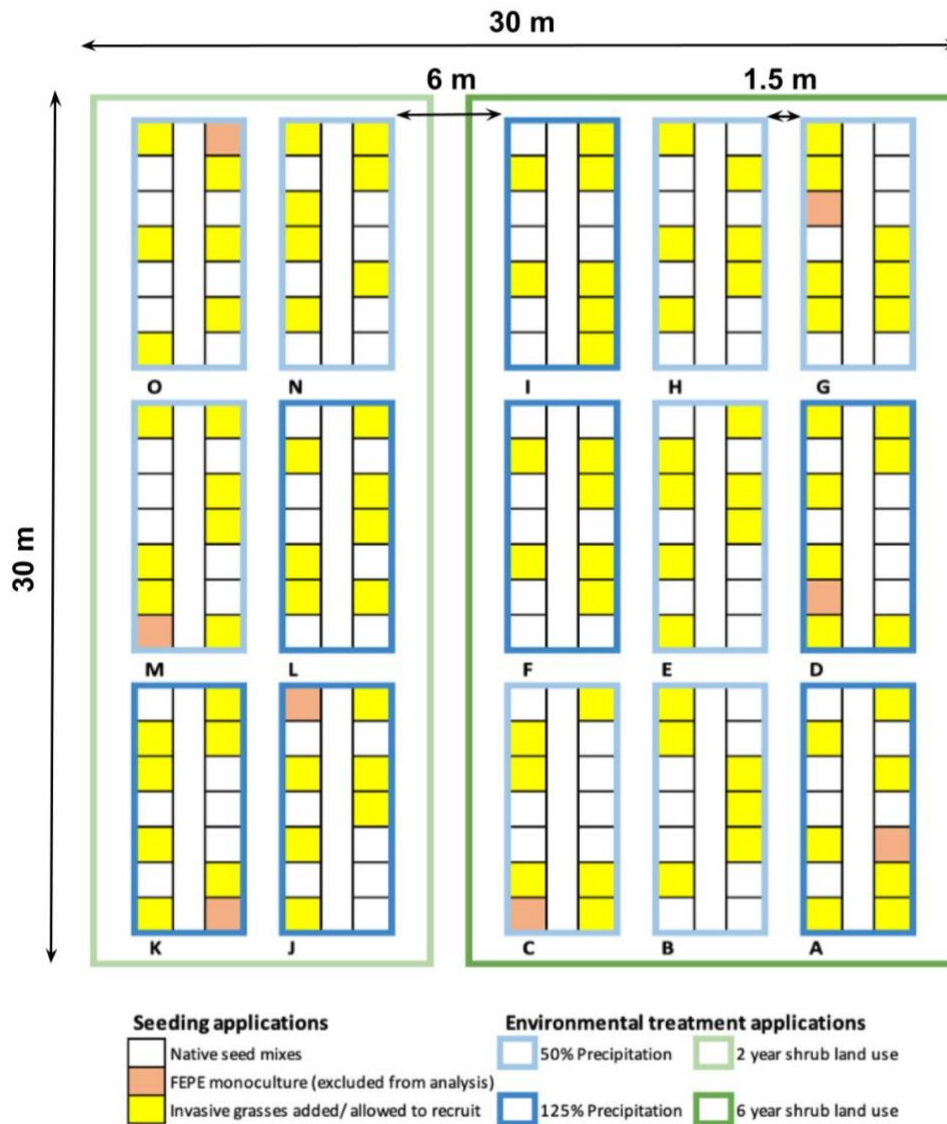 30 m
6 m
1.5 m
30 m
O
N
I
H
G
M
L
F
E
D
K
J
C
B
A
Seeding applications
Native seed mixes
FEPE monoculture (excluded from analysis)
Invasive grasses added/ allowed to recruit
Environmental treatment applications
50% Precipitation
2 year shrub land use
125% Precipitation
6 year shrub land use